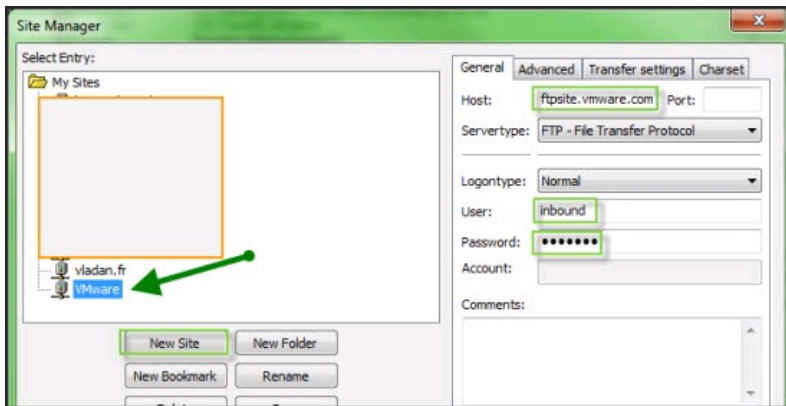 Site Manager
Select Entry:
My Sites
vladan.fr
VMware
New Site
New Folder
New Bookmark
Rename
General
Advanced
Transfer settings
Charset
Host:
ftpsite.vmware.com
Port:
Servertype:
FTP - File Transfer Protocol
Logontype:
Normal
User:
inbound
Password:
●●●●●●●
Account:
Comments: